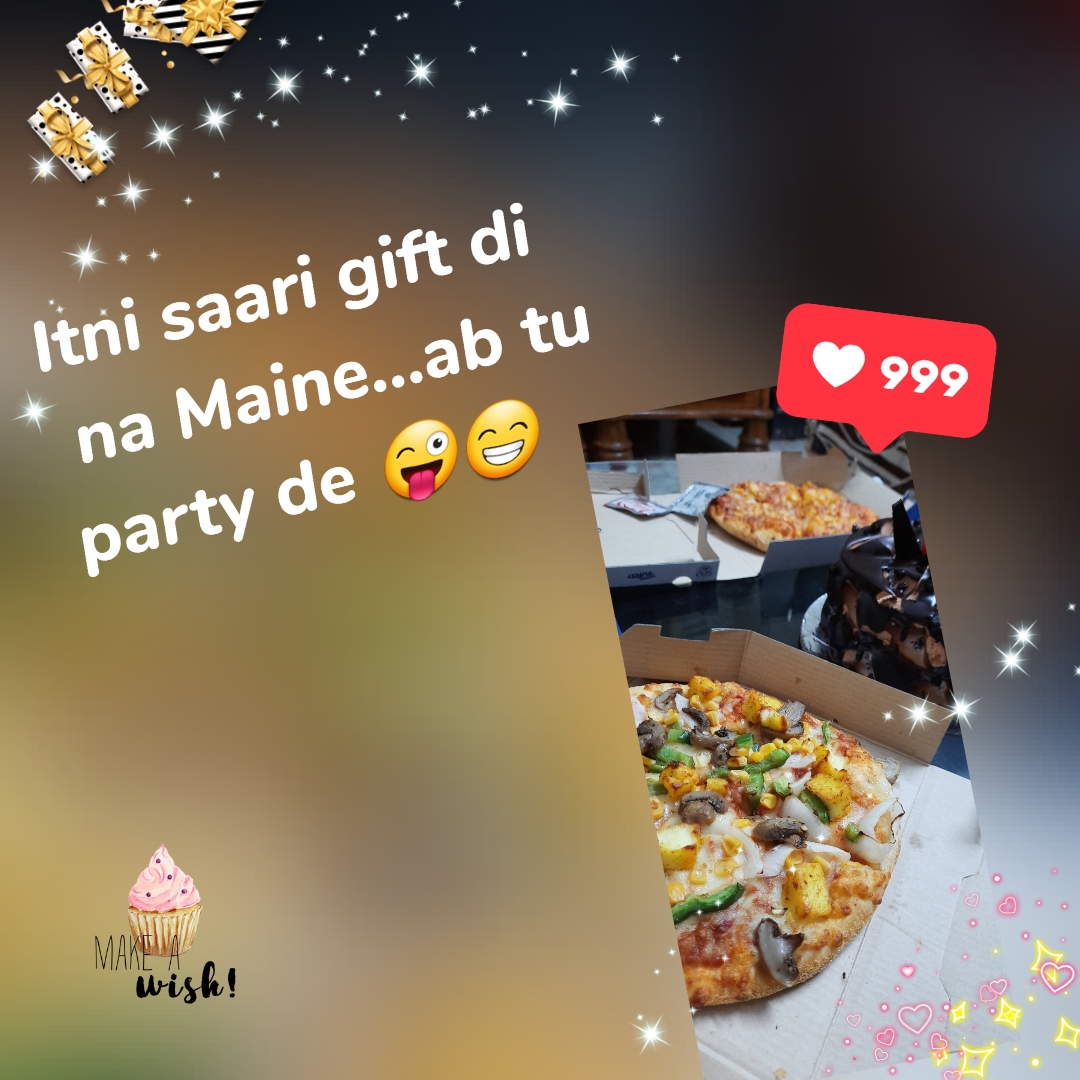 Itni saari gift di
na Maine...ab tu
party de 😜😁
999
MAKE A
wish!